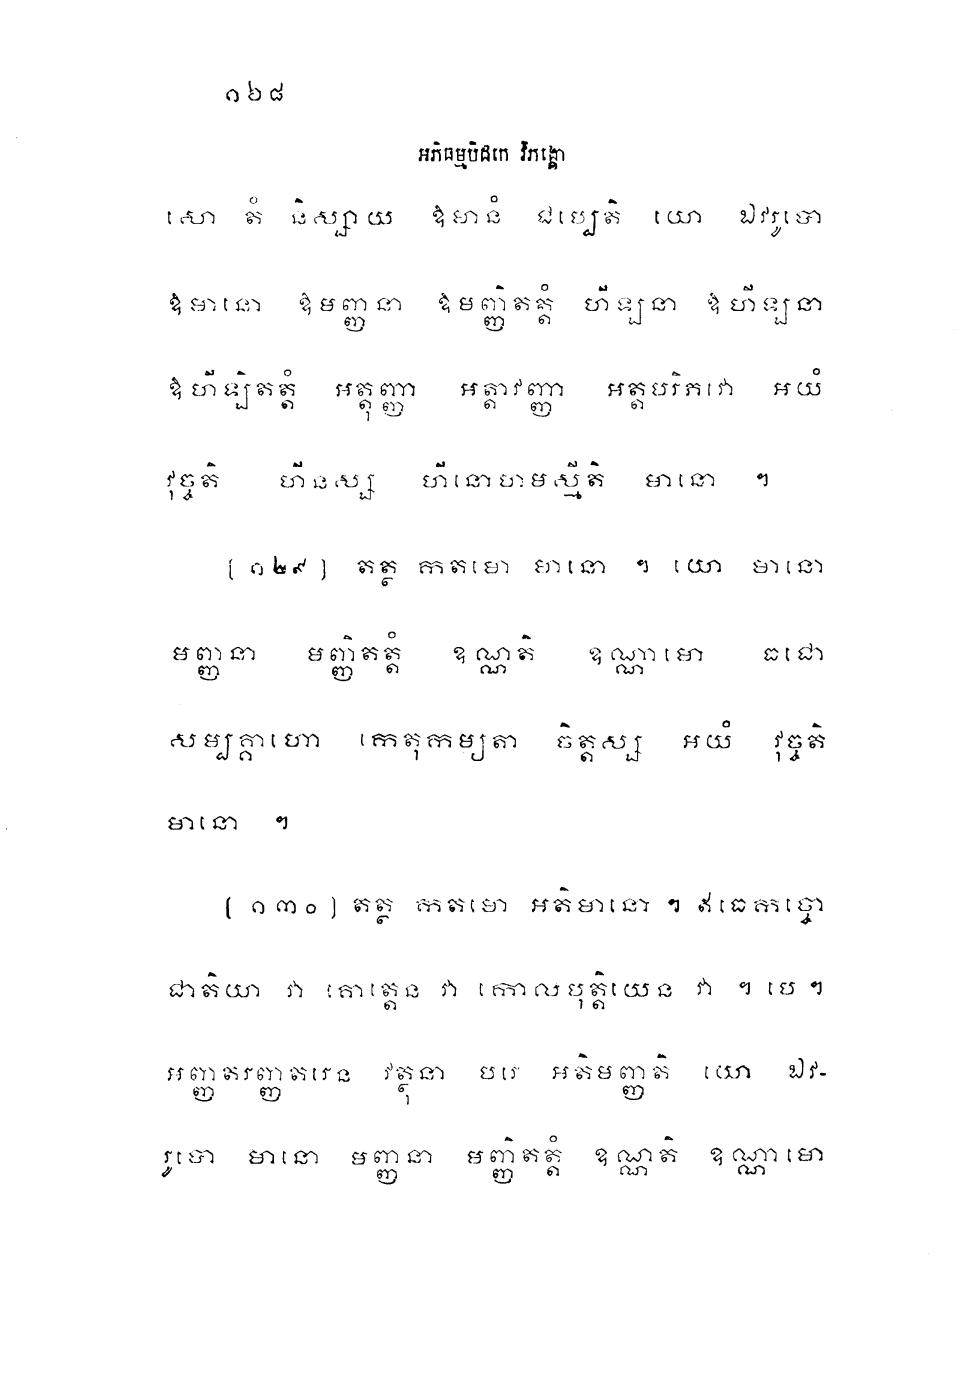 ១៦៨
អភិធម្មបិដកេ វិភង្គោ
សោ តំ និស្សាយ ឱមានំ ជប្បេតិ យោ ឯវរូបោ
ឱមានោ ឱមញ្ញនា ឱមញ្ញិតត្តំ ហីឡនា ឱហីឡនា
ឱហីឡិតត្តំ អត្តុញ្ញា អត្តាវញ្ញា អត្តបរិភវោ អយំ
វុច្ចតិ ហីនស្ស ហីនោហមស្មីតិ មានោ ។
[១២៩] តត្ថ កតមោ មានោ ។ យោ មានោ
មញ្ញនា មញ្ញិតត្តំ ឧណ្ណតិ ឧណ្ណាមោ ធជោ
សម្បគ្គាហោ កេតុកម្យតា ចិត្តស្ស អយំ វុច្ចតិ
មានោ ។
[១៣០] តត្ថ កតមោ អតិមានោ ។ ឥធេកច្ចោ
ជាតិយា វា គោត្តេន វា កោលបុត្តិយេន វា ។ បេ។
អញ្ញតរញ្ញតរេន វត្ថុនា បរេ អតិមញ្ញតិ យោ ឯវ-
រូបោ មានោ មញ្ញនា មញ្ញិតត្តំ ឧណ្ណតិ ឧណ្ណាមោ